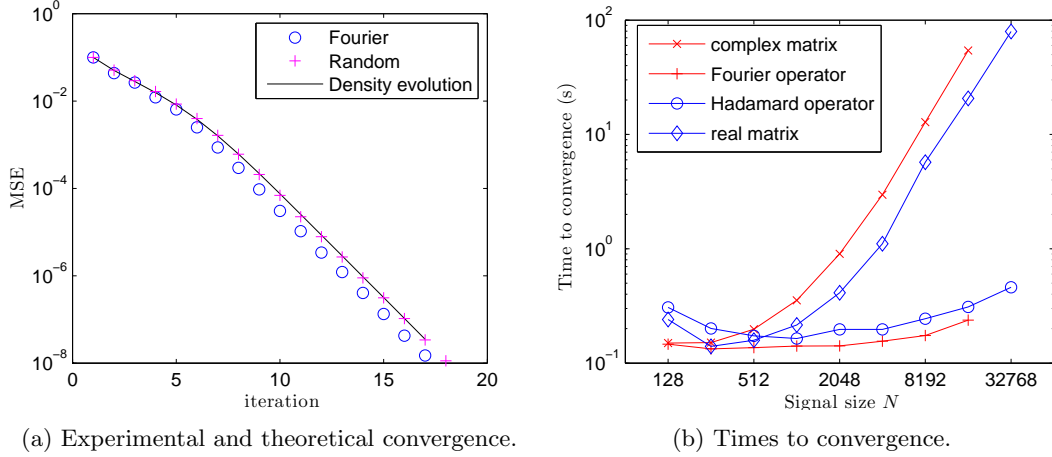 10^0
10^−2
10^−4
10^−6
10^−8
MSE
0 5 10 15 20
iteration
Fourier
Random
Density evolution
(a) Experimental and theoretical convergence.
10^2
10^1
10^0
10^−1
Time to convergence (s)
128 512 2048 8192 32768
Signal size N
complex matrix
Fourier operator
Hadamard operator
real matrix
(b) Times to convergence.